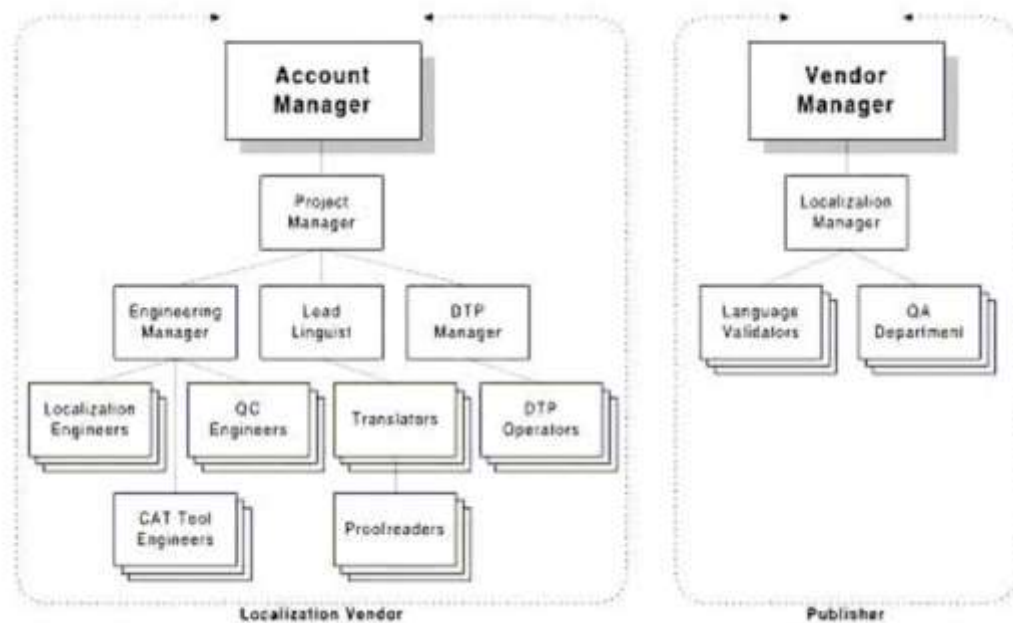 Account
Manager
Vendor
Manager
Project
Manager
Localization
Manager
Engineering
Manager
Lead
Linguist
DTP
Manager
Language
Validators
QA
Department
Localization
Engineers
QC
Engineers
Translators
DTP
Operators
CAT Tool
Engineers
Proofreaders
Localization Vendor
Publisher